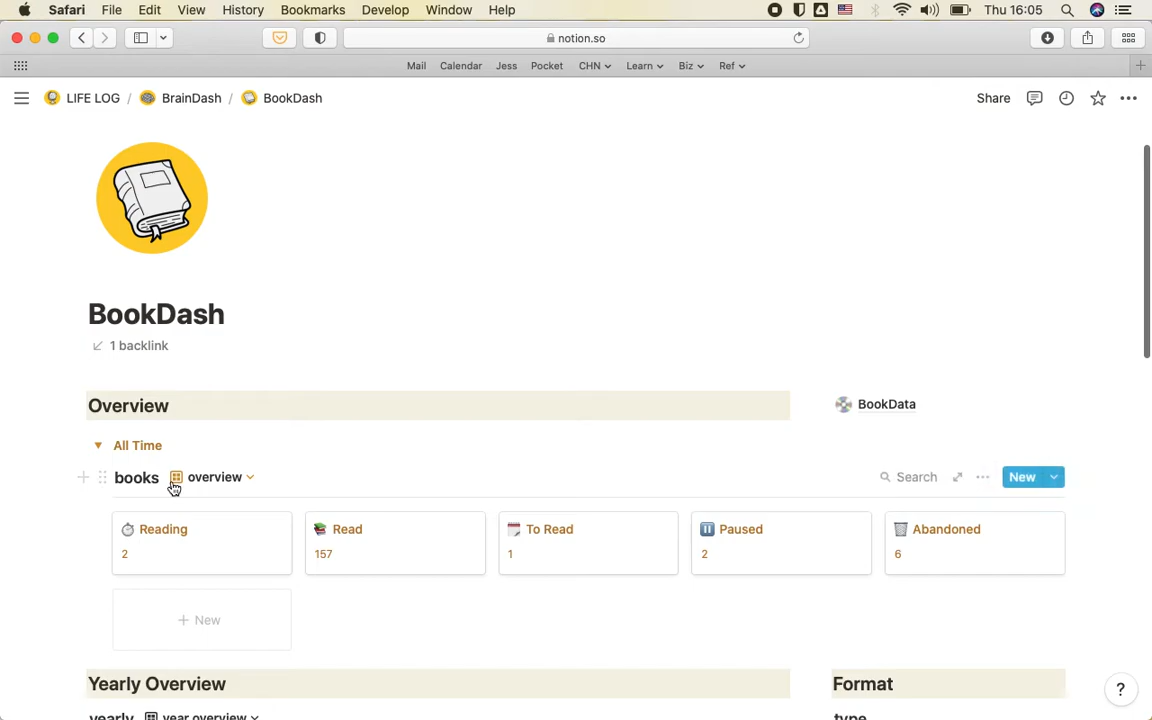 Safari File Edit View History Bookmarks Develop Window Help Thu 16:05
notion.so
Mail Calendar Jess Pocket CHN Learn Biz Ref
LIFE LOG / BrainDash / BookDash Share
BookDash
1 backlink
Overview
BookData
All Time
books overview Search New
Reading
2
Read
157
To Read
1
Paused
2
Abandoned
6
+ New
Yearly Overview
Format
yearly year overview
type
?